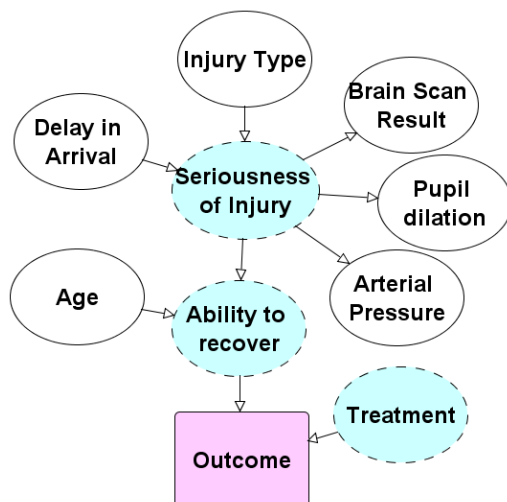 Injury Type
Brain Scan
Result
Delay in
Arrival
Seriousness
of Injury
Pupil
dilation
Age
Arterial
Pressure
Ability to
recover
Treatment
Outcome